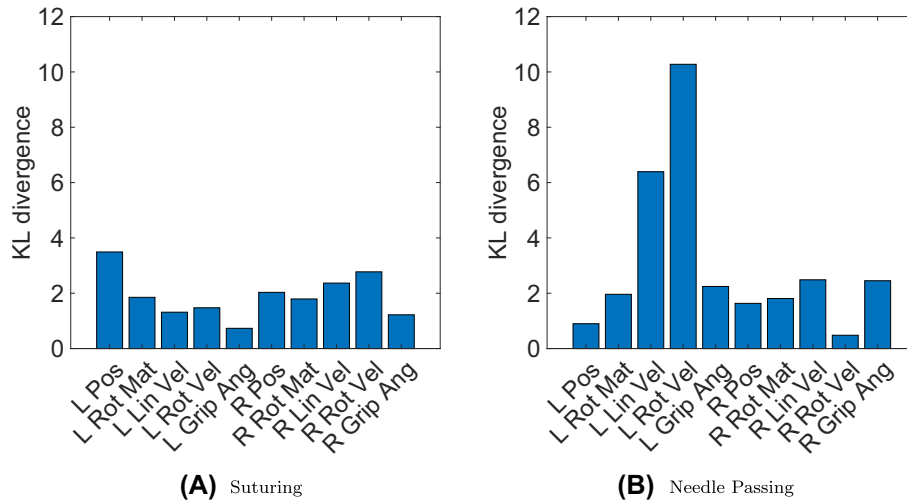 12
10
8
6
4
2
0
KL divergence
L Pos
L Rot Mat
L Lin Vel
L Rot Vel
L Grip Ang
R Pos
R Rot Mat
R Lin Vel
R Rot Vel
R Grip Ang
(A) Suturing
12
10
8
6
4
2
0
KL divergence
L Pos
L Rot Mat
L Lin Vel
L Rot Vel
L Grip Ang
R Pos
R Rot Mat
R Lin Vel
R Rot Vel
R Grip Ang
(B) Needle Passing